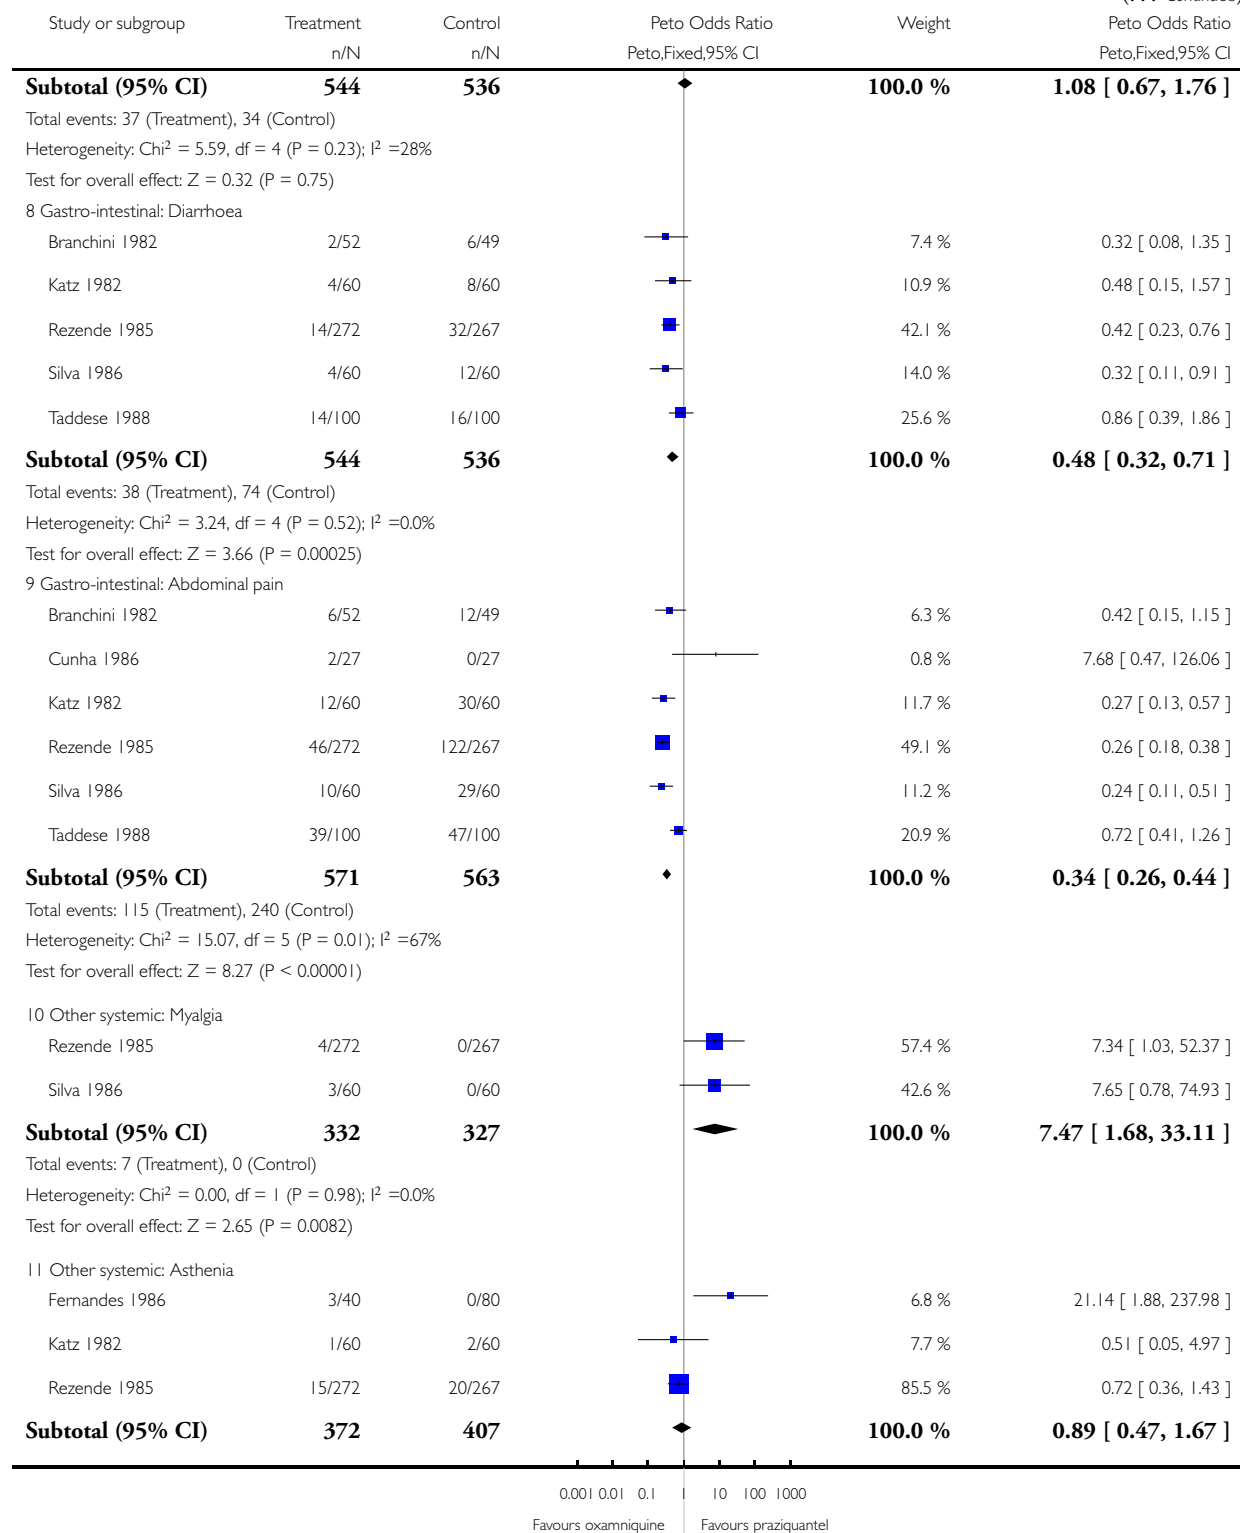 Study or subgroup Treatment Control Peto Odds Ratio Weight Peto Odds Ratio
n/N n/N Peto,Fixed,95% CI Peto,Fixed,95% CI
Subtotal (95% CI) 544 536 100.0 % 1.08 [ 0.67, 1.76 ]
Total events: 37 (Treatment), 34 (Control)
Heterogeneity: Chi² = 5.59, df = 4 (P = 0.23); I² =28%
Test for overall effect: Z = 0.32 (P = 0.75)
8 Gastro-intestinal: Diarrhoea
Branchini 1982 2/52 6/49 7.4 % 0.32 [ 0.08, 1.35 ]
Katz 1982 4/60 8/60 10.9 % 0.48 [ 0.15, 1.57 ]
Rezende 1985 14/272 32/267 42.1 % 0.42 [ 0.23, 0.76 ]
Silva 1986 4/60 12/60 14.0 % 0.32 [ 0.11, 0.91 ]
Taddese 1988 14/100 16/100 25.6 % 0.86 [ 0.39, 1.86 ]
Subtotal (95% CI) 544 536 100.0 % 0.48 [ 0.32, 0.71 ]
Total events: 38 (Treatment), 74 (Control)
Heterogeneity: Chi² = 3.24, df = 4 (P = 0.52); I² =0.0%
Test for overall effect: Z = 3.66 (P = 0.00025)
9 Gastro-intestinal: Abdominal pain
Branchini 1982 6/52 12/49 6.3 % 0.42 [ 0.15, 1.15 ]
Cunha 1986 2/27 0/27 0.8 % 7.68 [ 0.47, 126.06 ]
Katz 1982 12/60 30/60 11.7 % 0.27 [ 0.13, 0.57 ]
Rezende 1985 46/272 122/267 49.1 % 0.26 [ 0.18, 0.38 ]
Silva 1986 10/60 29/60 11.2 % 0.24 [ 0.11, 0.51 ]
Taddese 1988 39/100 47/100 20.9 % 0.72 [ 0.41, 1.26 ]
Subtotal (95% CI) 571 563 100.0 % 0.34 [ 0.26, 0.44 ]
Total events: 115 (Treatment), 240 (Control)
Heterogeneity: Chi² = 15.07, df = 5 (P = 0.01); I² =67%
Test for overall effect: Z = 8.27 (P < 0.00001)
10 Other systemic: Myalgia
Rezende 1985 4/272 0/267 57.4 % 7.34 [ 1.03, 52.37 ]
Silva 1986 3/60 0/60 42.6 % 7.65 [ 0.78, 74.93 ]
Subtotal (95% CI) 332 327 100.0 % 7.47 [ 1.68, 33.11 ]
Total events: 7 (Treatment), 0 (Control)
Heterogeneity: Chi² = 0.00, df = 1 (P = 0.98); I² =0.0%
Test for overall effect: Z = 2.65 (P = 0.0082)
11 Other systemic: Asthenia
Fernandes 1986 3/40 0/80 6.8 % 21.14 [ 1.88, 237.98 ]
Katz 1982 1/60 2/60 7.7 % 0.51 [ 0.05, 4.97 ]
Rezende 1985 15/272 20/267 85.5 % 0.72 [ 0.36, 1.43 ]
Subtotal (95% CI) 372 407 100.0 % 0.89 [ 0.47, 1.67 ]
0.001 0.01 0.1 1 10 100 1000
Favours oxamniquine Favours praziquantel